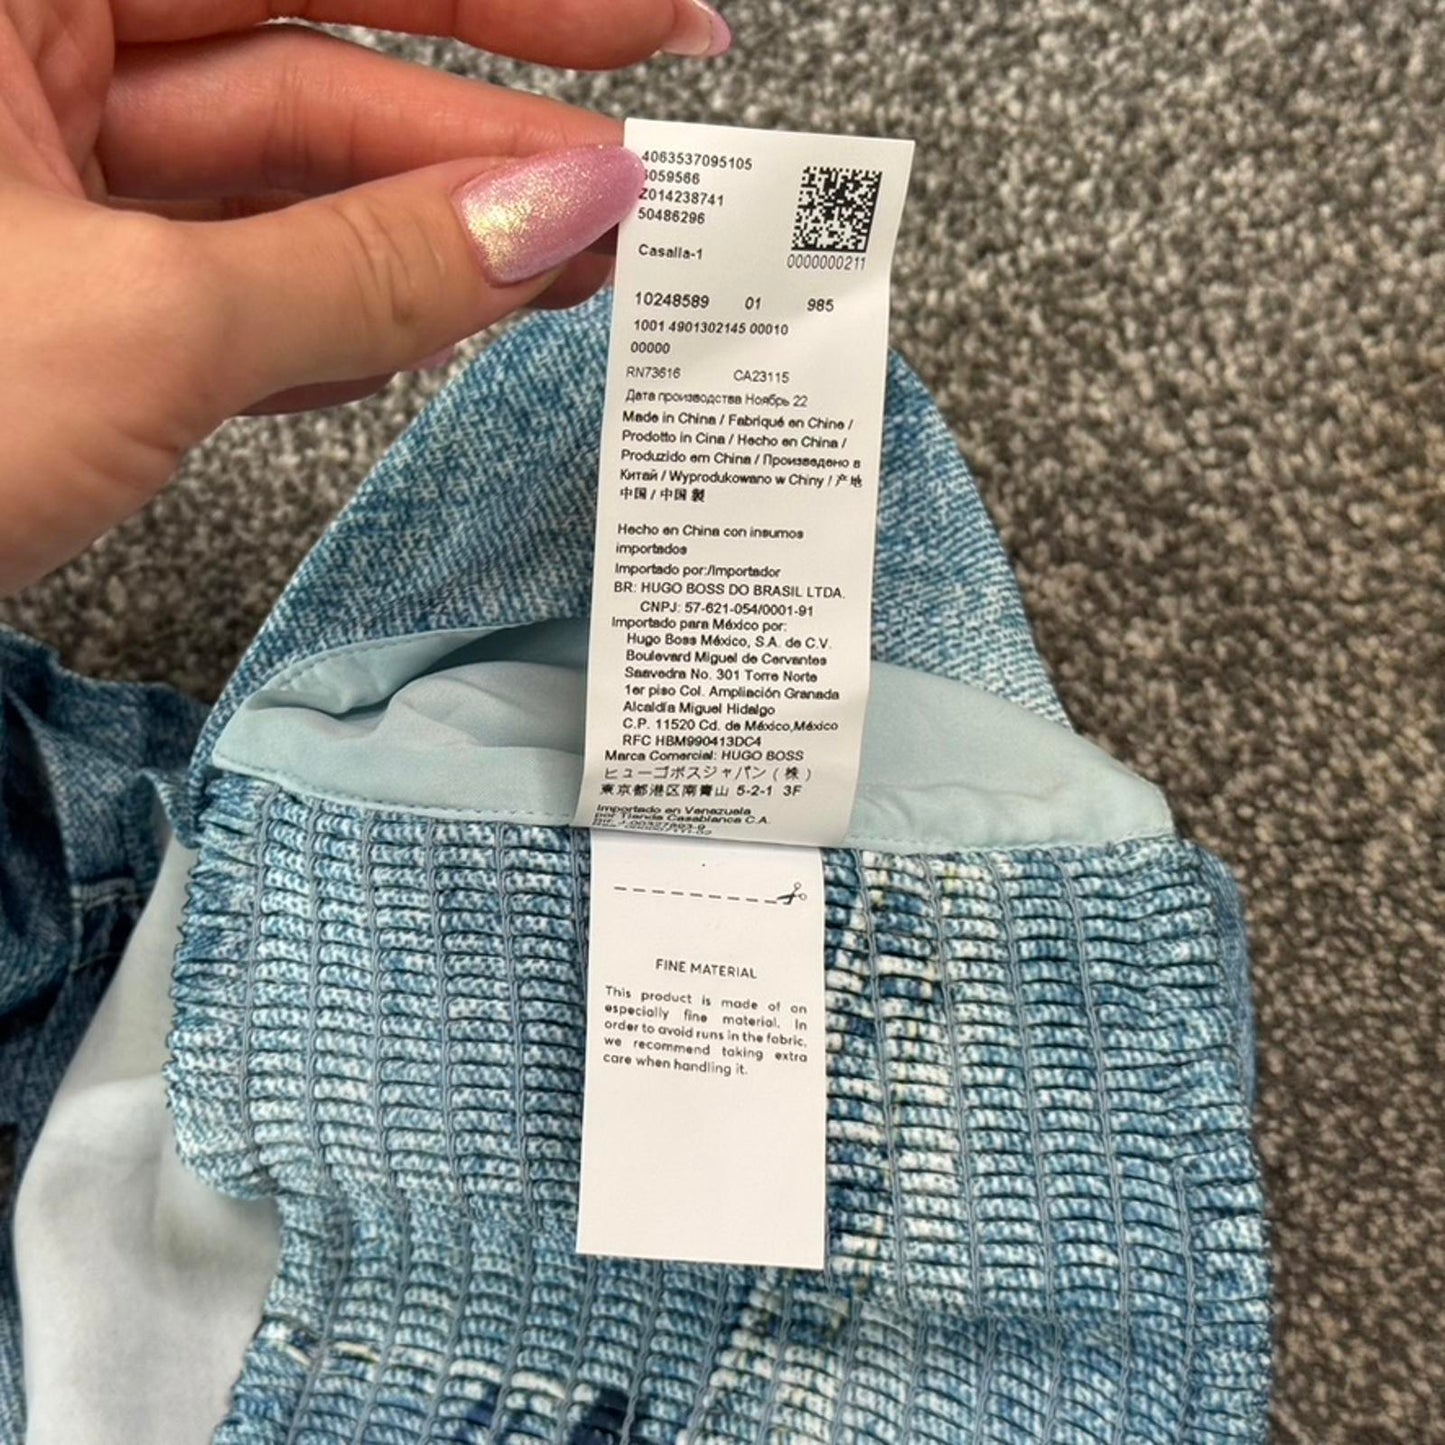 4063537095105
6059566
Z014238741
50486296
0000000211
Casalla-1
10248589 01 985
1001 4901302145 00010
00000
RN73616 CA23115
Дата производства Ноябрь 22
Made in China / Fabriqué en Chine /
Prodotto in Cina / Hecho en China /
Produzido em China / Произведено в
Китай / Wyprodukowano w Chiny / 产地
中国 / 中国製
Hecho en China con insumos
importados
Importado por:/Importador
BR: HUGO BOSS DO BRASIL LTDA.
CNPJ: 57-621-054/0001-91
Importado para México por:
Hugo Boss México, S.A. de C.V.
Boulevard Miguel de Cervantes
Saavedra No. 301 Torre Norte
1er piso Col. Ampliación Granada
Alcaldía Miguel Hidalgo
C.P. 11520 Cd. de México,México
RFC HBM990413DC4
Marca Comercial: HUGO BOSS
ヒューゴボスジャパン（株）
東京都港区南青山 5-2-1 3F
Importado en Venezuela
por Tienda Casablanca C.A.
FINE MATERIAL
This product is made of an
especially fine material. In
order to avoid runs in the fabric,
we recommend taking extra
care when handling it.